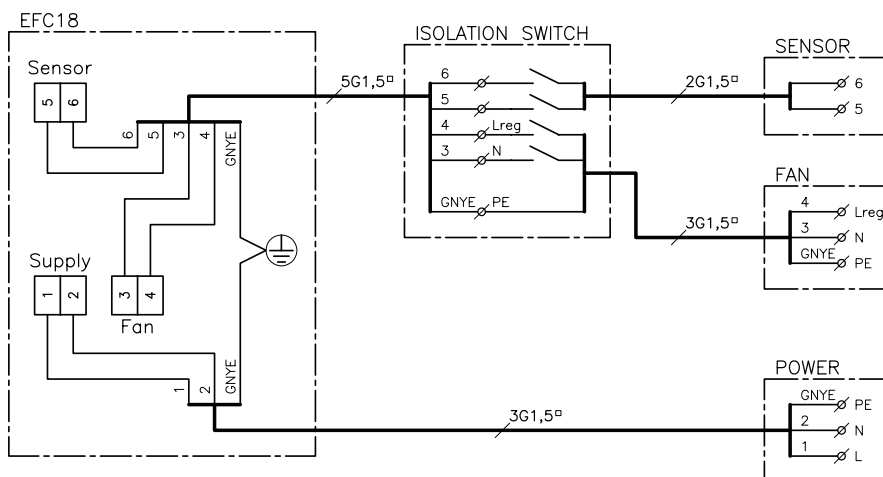 EFC18
Sensor
5 6
6 5 3 4 GNYE
Supply
1 2
3 4
Fan
1 2 GNYE
5G1,5□
ISOLATION SWITCH
6
5
4 Lreg
3 N
GNYE PE
2G1,5□
3G1,5□
SENSOR
6
5
FAN
4 Lreg
3 N
GNYE PE
3G1,5□
POWER
GNYE PE
2 N
1 L